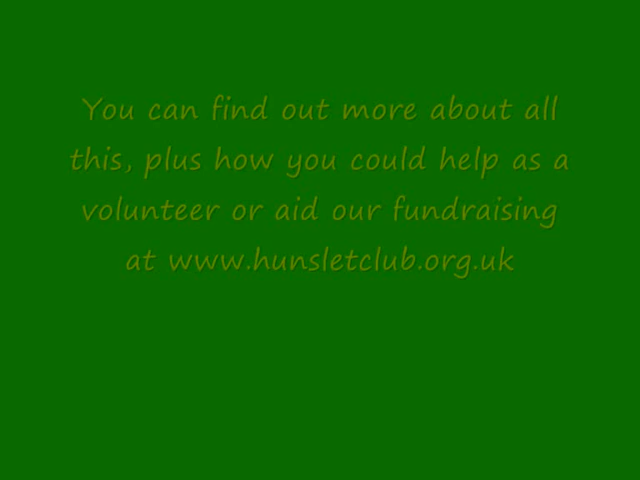 You can find out more about all
this, plus how you could help as a
volunteer or aid our fundraising
at www.hunsletclub.org.uk